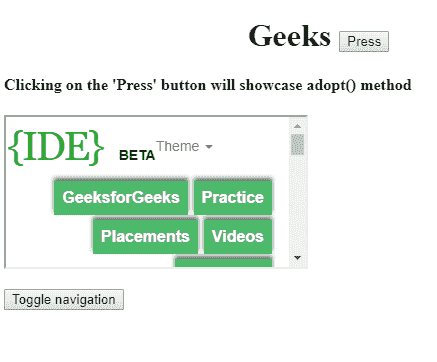 Geeks Press
Clicking on the 'Press' button will showcase adopt() method
{IDE} BETA Theme
GeeksforGeeks Practice
Placements Videos
Toggle navigation